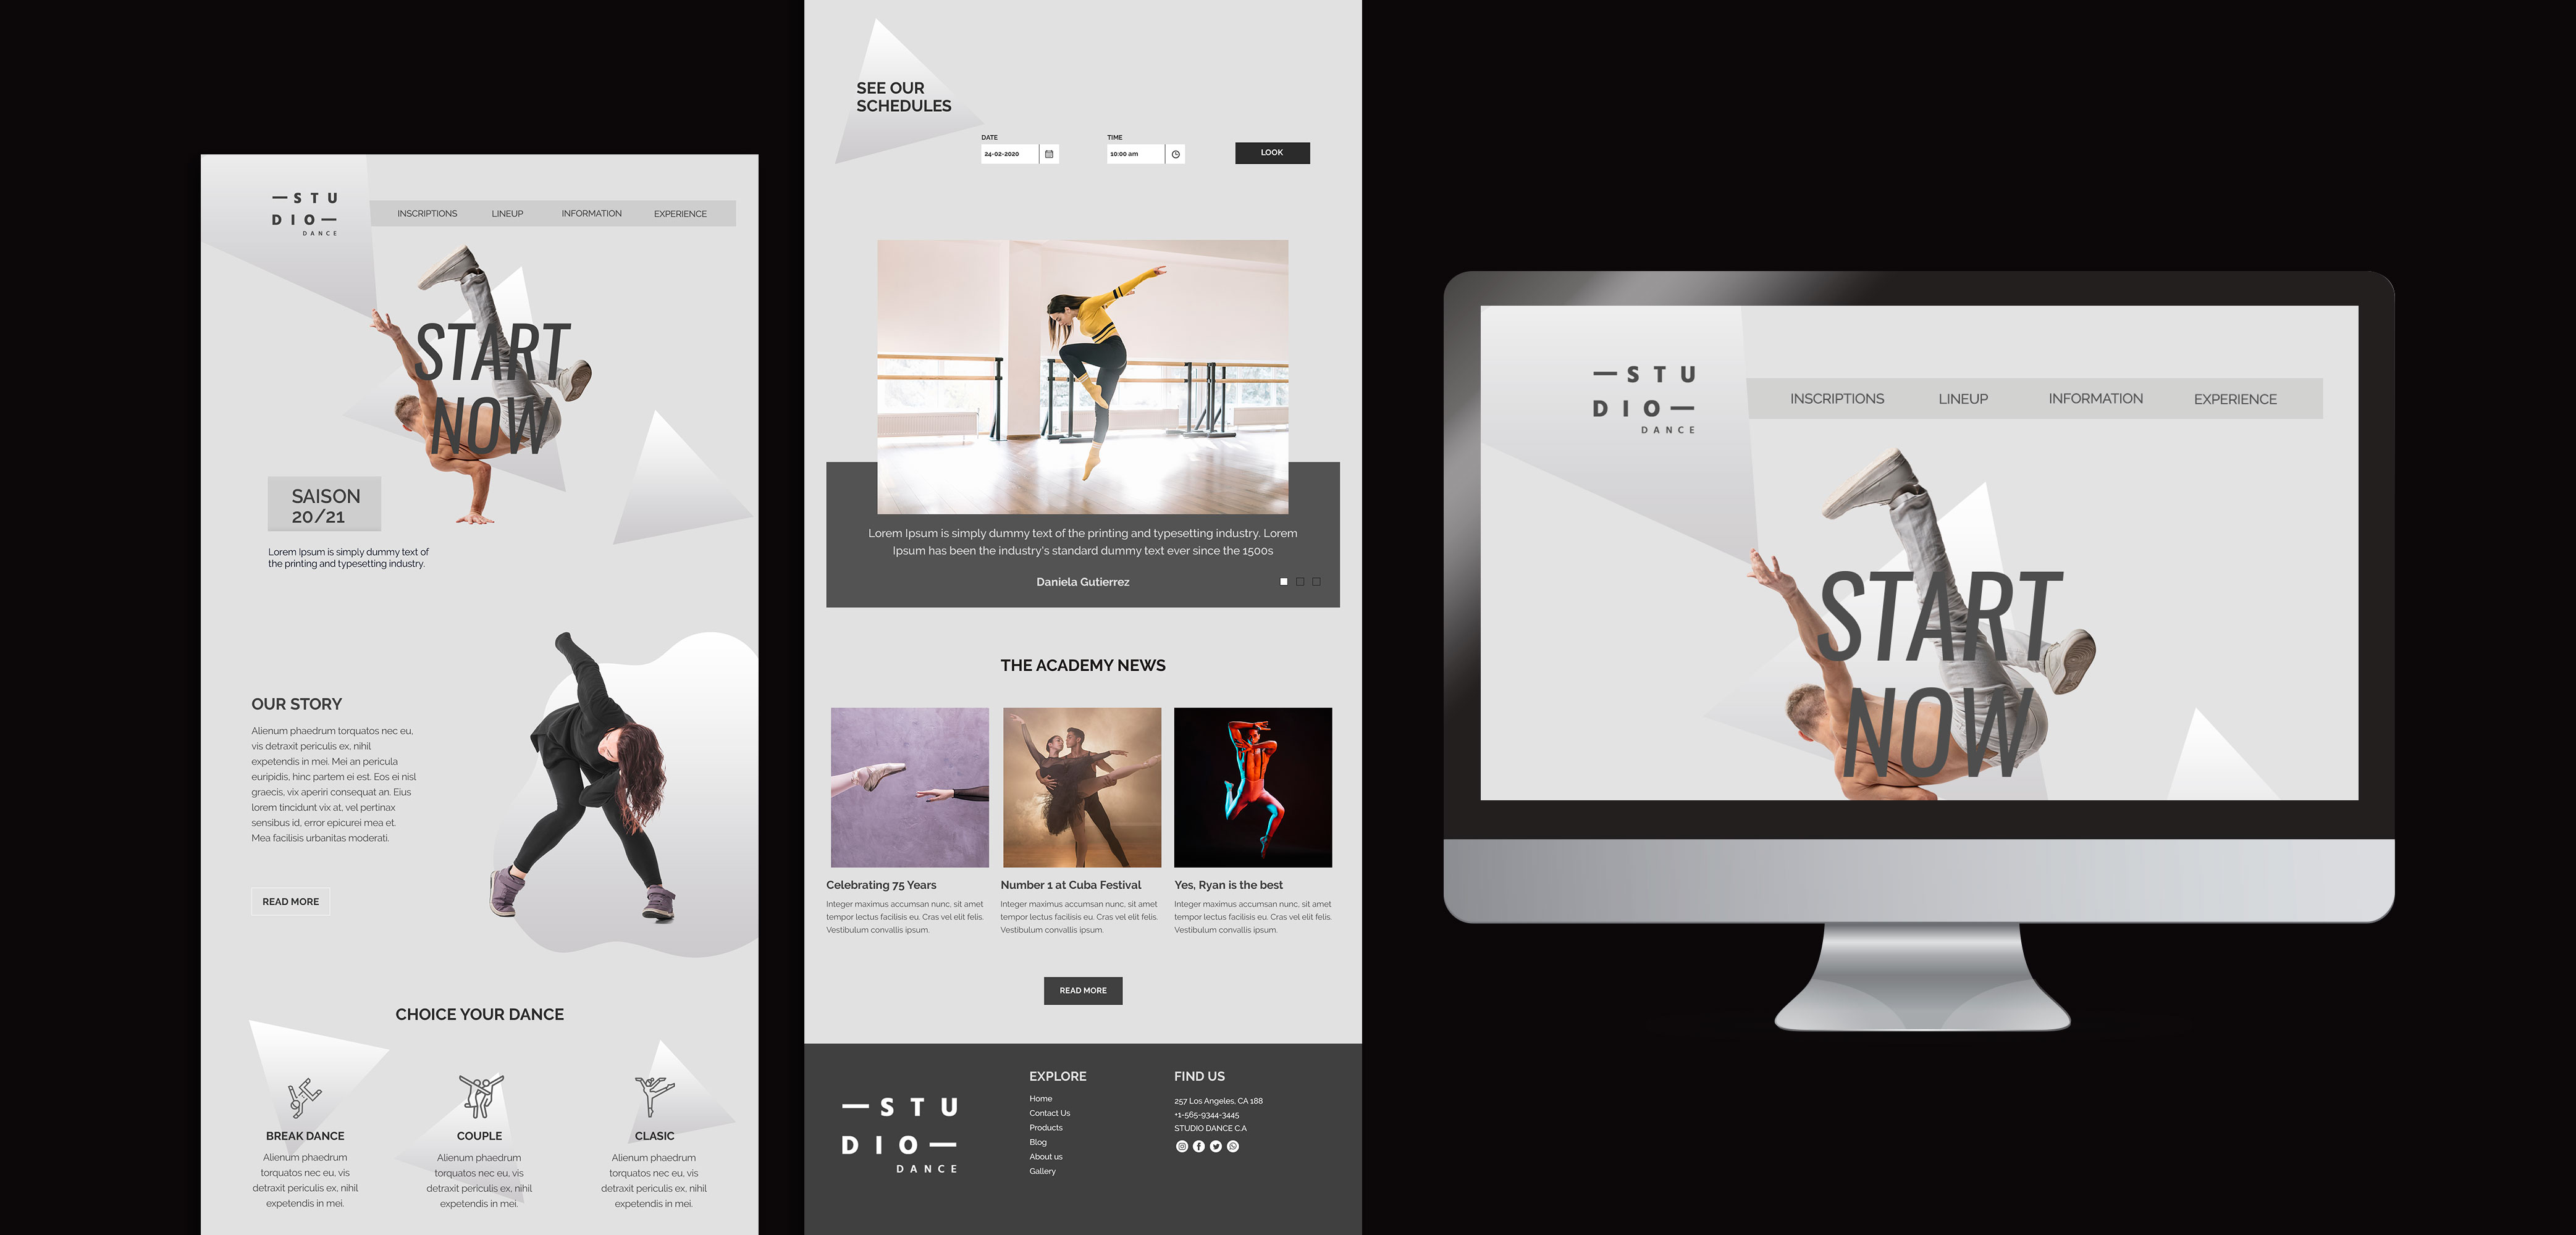 — S T U
D I O —
D A N C E
INSCRIPTIONS LINEUP INFORMATION EXPERIENCE
START
NOW
SAISON
20/21
Lorem Ipsum is simply dummy text of
the printing and typesetting industry.
OUR STORY
Alienum phaedrum torquatos nec eu,
vis detraxit periculis ex, nihil
expetendis in mei. Mei an pericula
euripidis, hinc partem ei est. Eos ei nisl
graecis, vix aperiri consequat an. Eius
lorem tincidunt vix at, vel pertinax
sensibus id, error epicurei mea et.
Mea facilisis urbanitas moderati.
READ MORE
CHOICE YOUR DANCE
BREAK DANCE
Alienum phaedrum
torquatos nec eu, vis
detraxit periculis ex, nihil
expetendis in mei.
COUPLE
Alienum phaedrum
torquatos nec eu, vis
detraxit periculis ex, nihil
expetendis in mei.
CLASIC
Alienum phaedrum
torquatos nec eu, vis
detraxit periculis ex, nihil
expetendis in mei.
SEE OUR
SCHEDULES
DATE
24-02-2020
TIME
10:00 am
LOOK
Lorem Ipsum is simply dummy text of the printing and typesetting industry. Lorem
Ipsum has been the industry's standard dummy text ever since the 1500s
Daniela Gutierrez
THE ACADEMY NEWS
Celebrating 75 Years
Integer maximus accumsan nunc, sit amet
tempor lectus facilisis eu. Cras vel elit felis.
Vestibulum convallis ipsum.
Number 1 at Cuba Festival
Integer maximus accumsan nunc, sit amet
tempor lectus facilisis eu. Cras vel elit felis.
Vestibulum convallis ipsum.
Yes, Ryan is the best
Integer maximus accumsan nunc, sit amet
tempor lectus facilisis eu. Cras vel elit felis.
Vestibulum convallis ipsum.
READ MORE
— S T U
D I O —
D A N C E
EXPLORE
Home
Contact Us
Products
Blog
About us
Gallery
FIND US
257 Los Angeles, CA 188
+1-565-9344-3445
STUDIO DANCE C.A
— S T U
D I O —
D A N C E
INSCRIPTIONS LINEUP INFORMATION EXPERIENCE
START
NOW